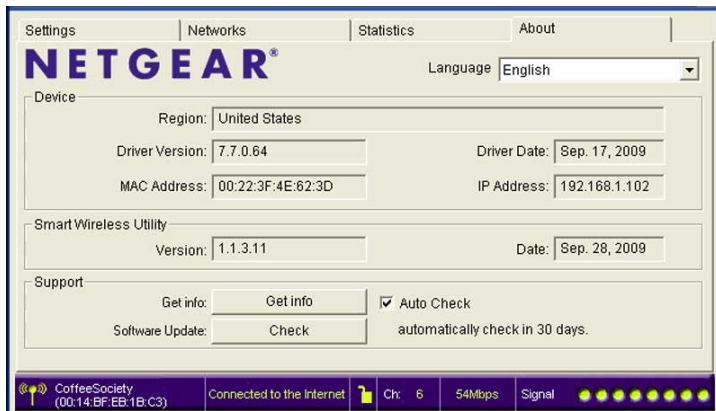 Settings Networks Statistics About
NETGEAR®
Language English
Device
Region: United States
Driver Version: 7.7.0.64 Driver Date: Sep. 17, 2009
MAC Address: 00:22:3F:4E:62:3D IP Address: 192.168.1.102
Smart Wireless Utility
Version: 1.1.3.11 Date: Sep. 28, 2009
Support
Get info: Get info Auto Check
Software Update: Check automatically check in 30 days.
CoffeeSociety
(00:14:BF:EB:1B:C3) Connected to the Internet Ch: 6 54Mbps Signal